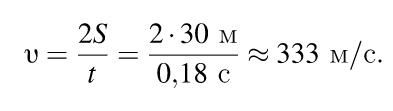 υ = 2S/t = 2 · 30 м/0,18 с ≈ 333 м/с.